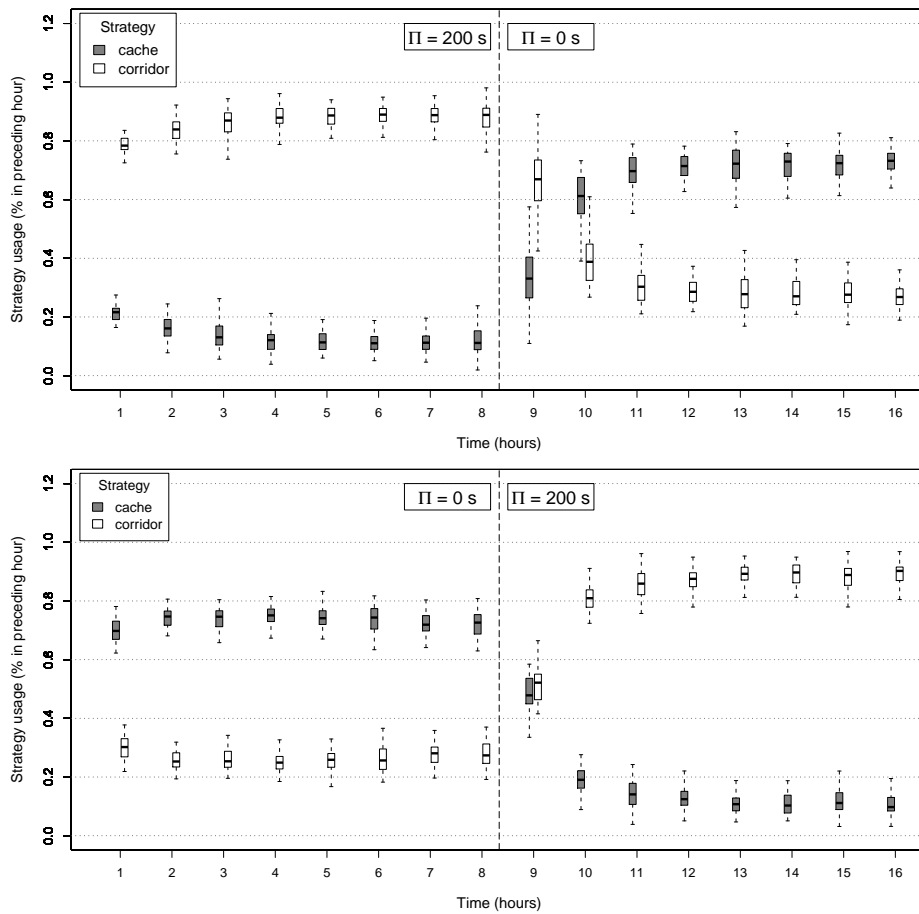 Strategy
cache
corridor
Π = 200 s
Π = 0 s
Strategy usage (% in preceding hour)
1.2
1.0
0.8
0.6
0.4
0.2
0.0
1 2 3 4 5 6 7 8 9 10 11 12 13 14 15 16
Time (hours)
Strategy
cache
corridor
Π = 0 s
Π = 200 s
Strategy usage (% in preceding hour)
1.2
1.0
0.8
0.6
0.4
0.2
0.0
1 2 3 4 5 6 7 8 9 10 11 12 13 14 15 16
Time (hours)